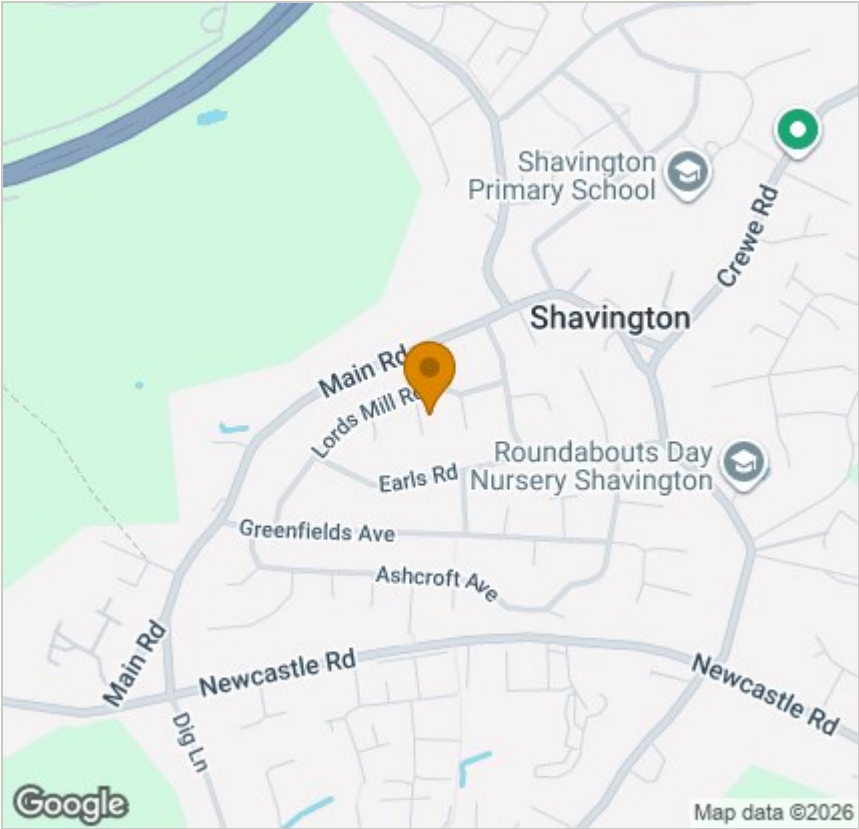 Shavington
Primary School
Crewe Rd
Shavington
Main Rd
Lords Mill Rd
Roundabouts Day
Nursery Shavington
Earls Rd
Greenfields Ave
Ashcroft Ave
Main Rd
Newcastle Rd
Newcastle Rd
Dig Ln
Google
Map data ©2026